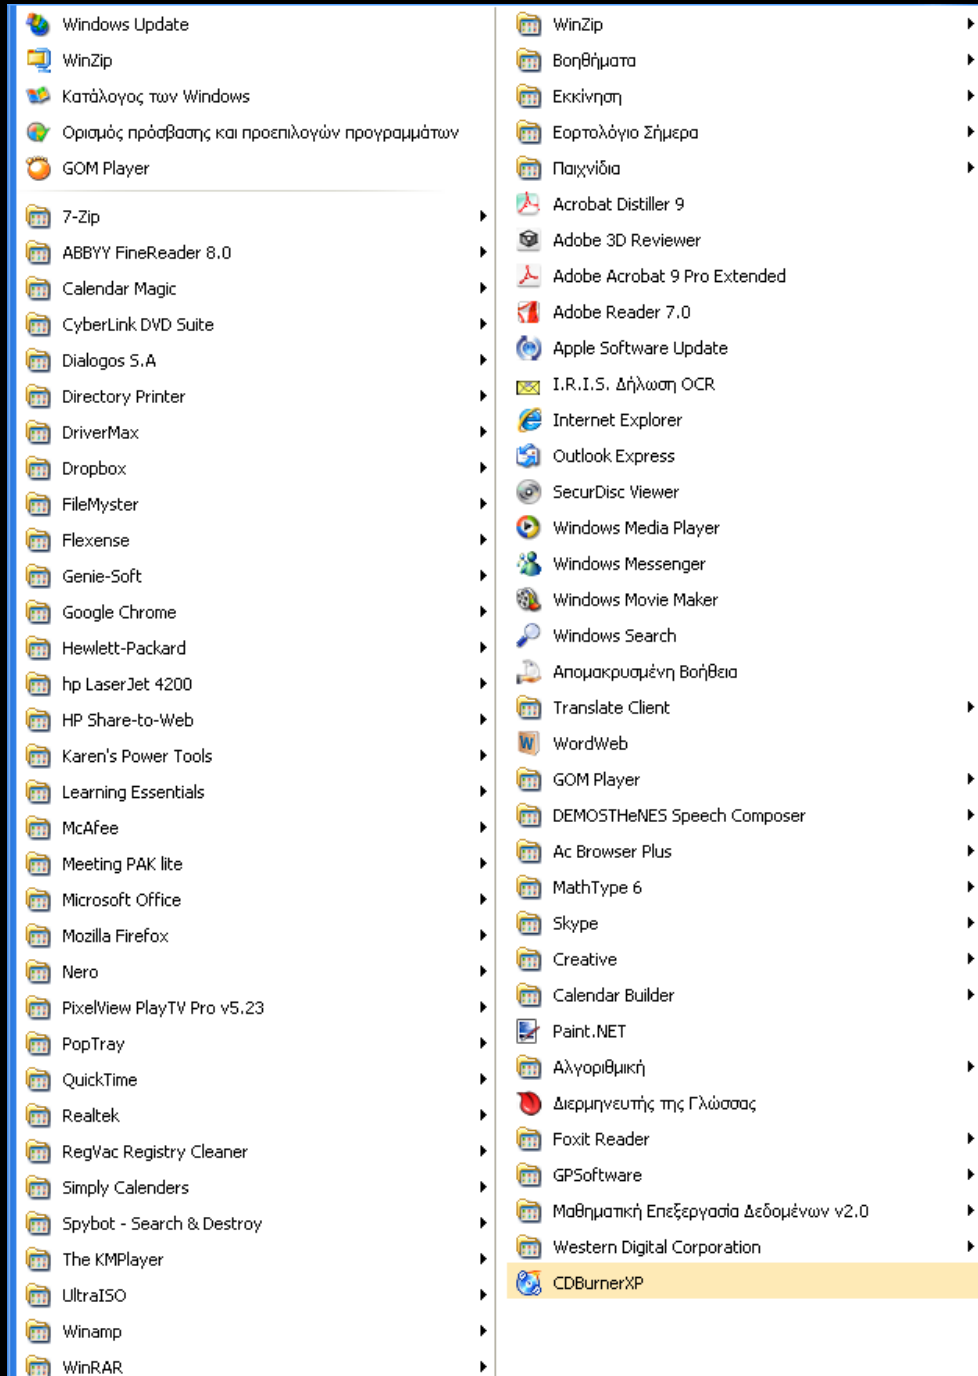 Windows Update
WinZip
Κατάλογος των Windows
Ορισμός πρόσβασης και προεπιλογών προγραμμάτων
GOM Player
7-Zip
ABBYY FineReader 8.0
Calendar Magic
CyberLink DVD Suite
Dialogos S.A
Directory Printer
DriverMax
Dropbox
FileMyster
Flexense
Genie-Soft
Google Chrome
Hewlett-Packard
hp LaserJet 4200
HP Share-to-Web
Karen's Power Tools
Learning Essentials
McAfee
Meeting PAK lite
Microsoft Office
Mozilla Firefox
Nero
PixelView PlayTV Pro v5.23
PopTray
QuickTime
Realtek
RegVac Registry Cleaner
Simply Calenders
Spybot - Search & Destroy
The KMPlayer
UltraISO
Winamp
WinRAR
WinZip
Βοηθήματα
Εκκίνηση
Εορτολόγιο Σήμερα
Παιχνίδια
Acrobat Distiller 9
Adobe 3D Reviewer
Adobe Acrobat 9 Pro Extended
Adobe Reader 7.0
Apple Software Update
I.R.I.S. Δήλωση OCR
Internet Explorer
Outlook Express
SecurDisc Viewer
Windows Media Player
Windows Messenger
Windows Movie Maker
Windows Search
Απομακρυσμένη Βοήθεια
Translate Client
WordWeb
GOM Player
DEMOSTHeNES Speech Composer
Ac Browser Plus
MathType 6
Skype
Creative
Calendar Builder
Paint.NET
Αλγοριθμική
Διερμηνευτής της Γλώσσας
Foxit Reader
GPSoftware
Μαθηματική Επεξεργασία Δεδομένων v2.0
Western Digital Corporation
CDBurnerXP